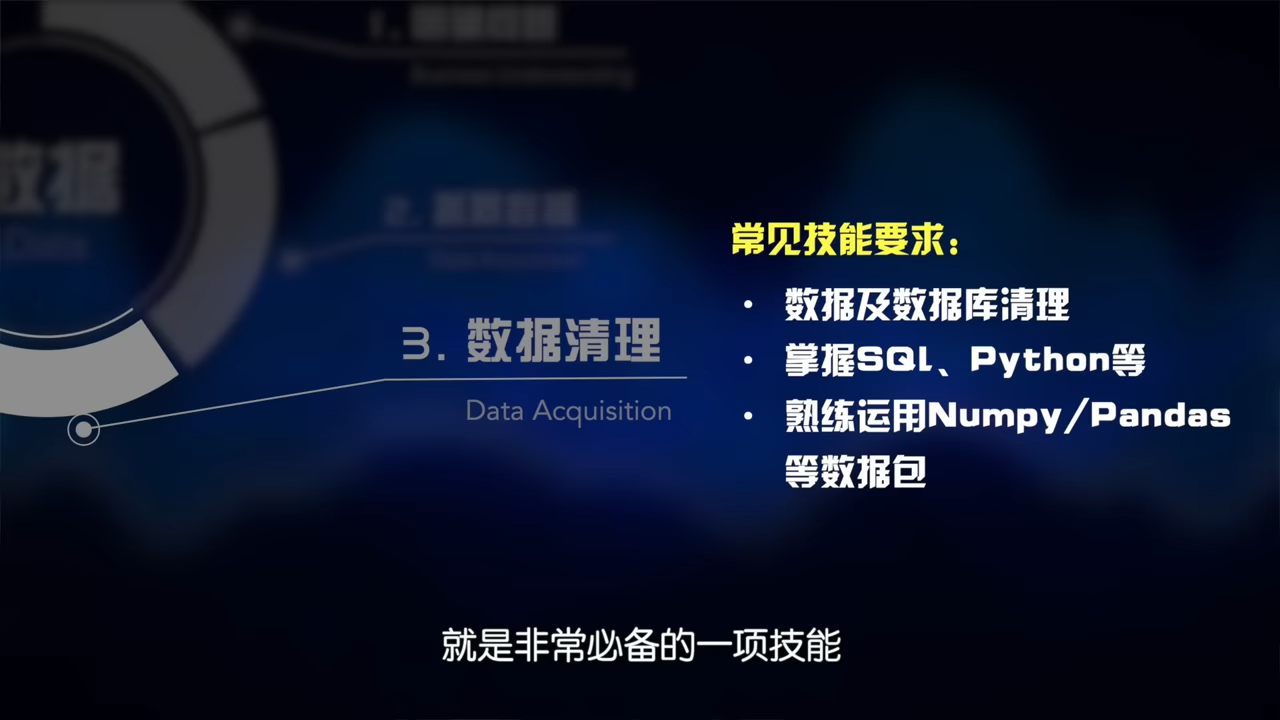 数据
3. 数据清理
Data Acquisition
常见技能要求:
• 数据及数据库清理
• 掌握SQl、Python等
• 熟练运用Numpy/Pandas
等数据包
就是非常必备的一项技能